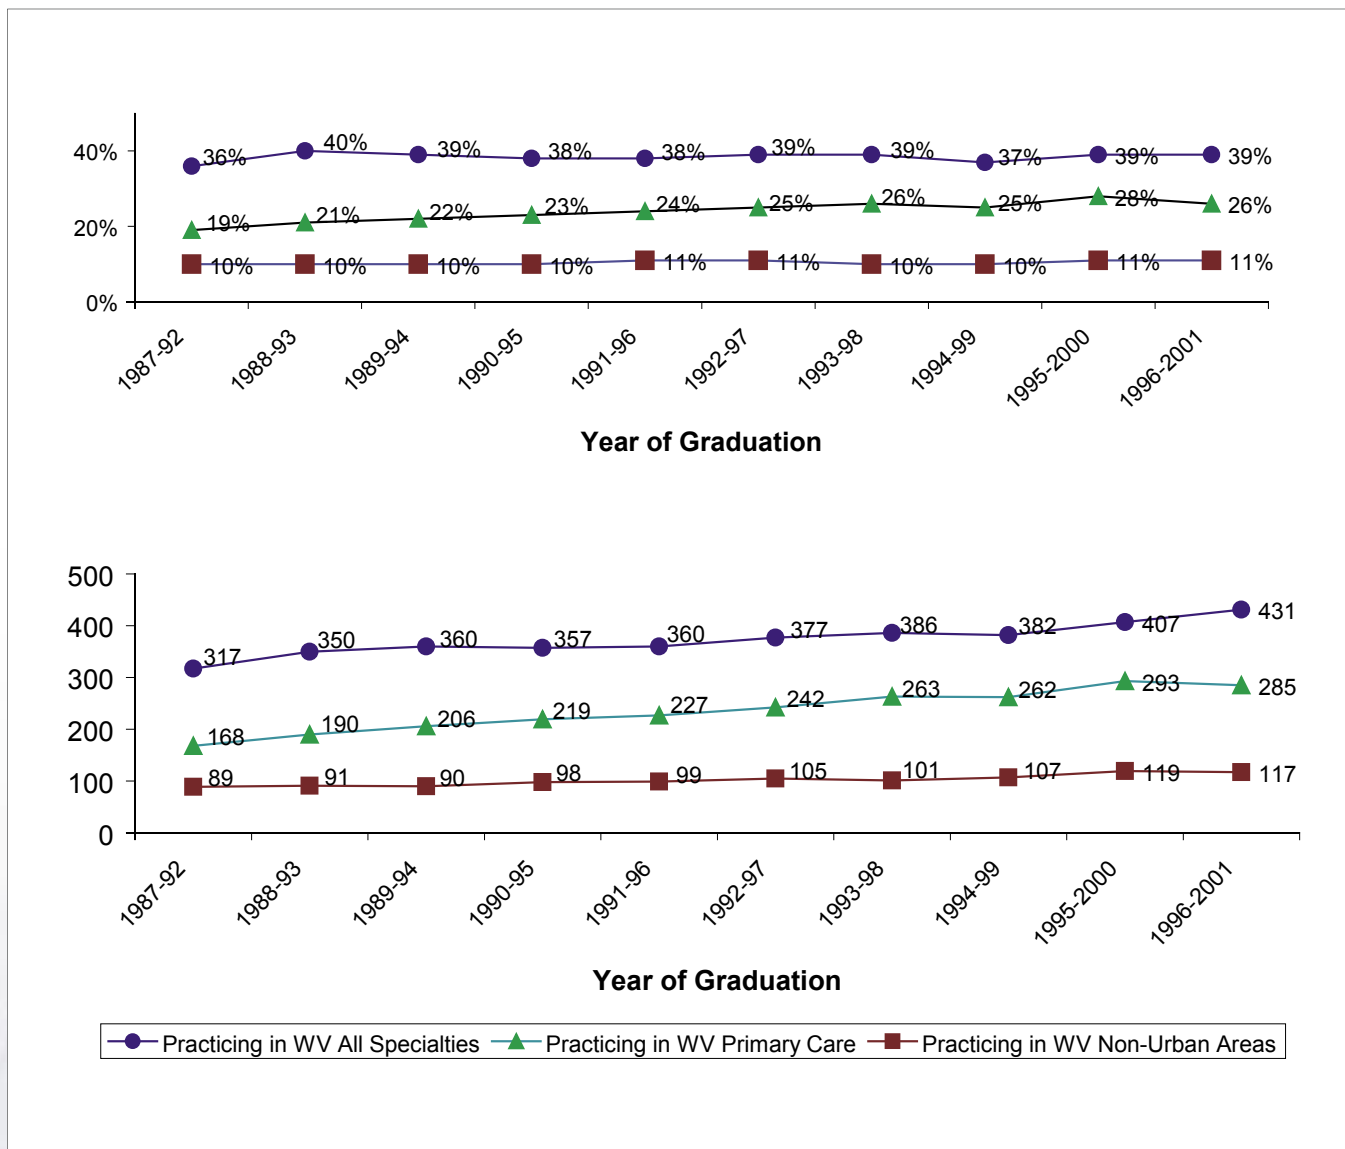 40%
20%
0%
36% 40% 39% 38% 38% 39% 39% 37% 39% 39%
19% 21% 22% 23% 24% 25% 26% 25% 28% 26%
10% 10% 10% 10% 11% 11% 10% 10% 11% 11%
1987-92 1988-93 1989-94 1990-95 1991-96 1992-97 1993-98 1994-99 1995-2000 1996-2001
Year of Graduation
500
400
300
200
100
0
317 350 360 357 360 377 386 382 407 431
168 190 206 219 227 242 263 262 293 285
89 91 90 98 99 105 101 107 119 117
1987-92 1988-93 1989-94 1990-95 1991-96 1992-97 1993-98 1994-99 1995-2000 1996-2001
Year of Graduation
Practicing in WV All Specialties Practicing in WV Primary Care Practicing in WV Non-Urban Areas